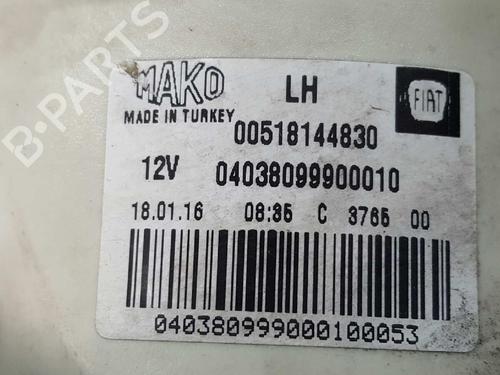 MAKO
LH
FIAT
MADE IN TURKEY
00518144830
12V 04038099900010
18.01.16 08:35 C 3765 00
040380999000100053
B-PARTS